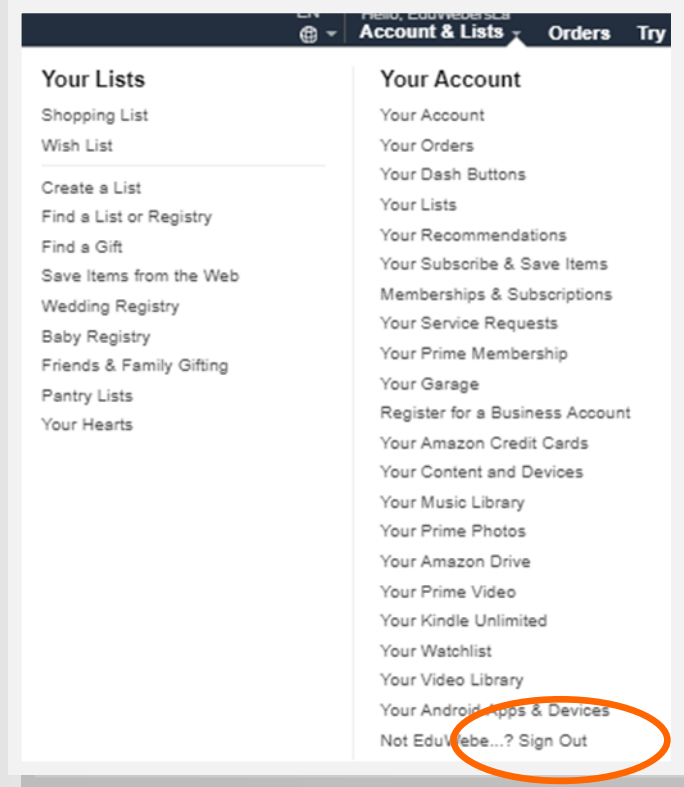 EN
Hello, EduWebersLa
Account & Lists
Orders
Try
Your Lists
Shopping List
Wish List
Create a List
Find a List or Registry
Find a Gift
Save Items from the Web
Wedding Registry
Baby Registry
Friends & Family Gifting
Pantry Lists
Your Hearts
Your Account
Your Account
Your Orders
Your Dash Buttons
Your Lists
Your Recommendations
Your Subscribe & Save Items
Memberships & Subscriptions
Your Service Requests
Your Prime Membership
Your Garage
Register for a Business Account
Your Amazon Credit Cards
Your Content and Devices
Your Music Library
Your Prime Photos
Your Amazon Drive
Your Prime Video
Your Kindle Unlimited
Your Watchlist
Your Video Library
Your Android Apps & Devices
Not EduWebe...? Sign Out